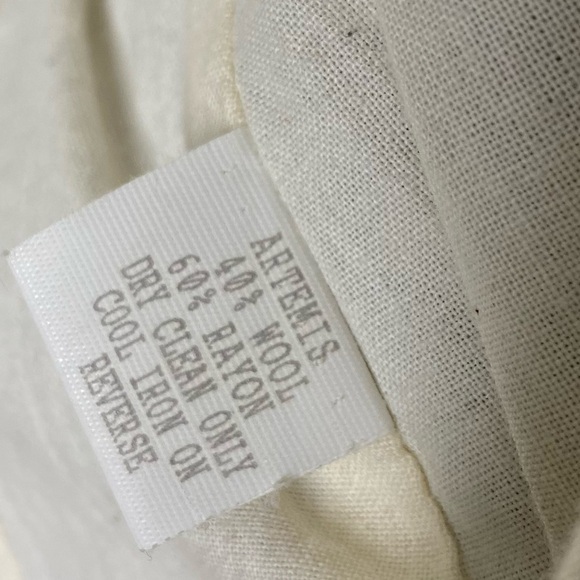 ARTEMIS
40% WOOL
60% RAYON
DRY CLEAN ONLY
COOL IRON ON
REVERSE